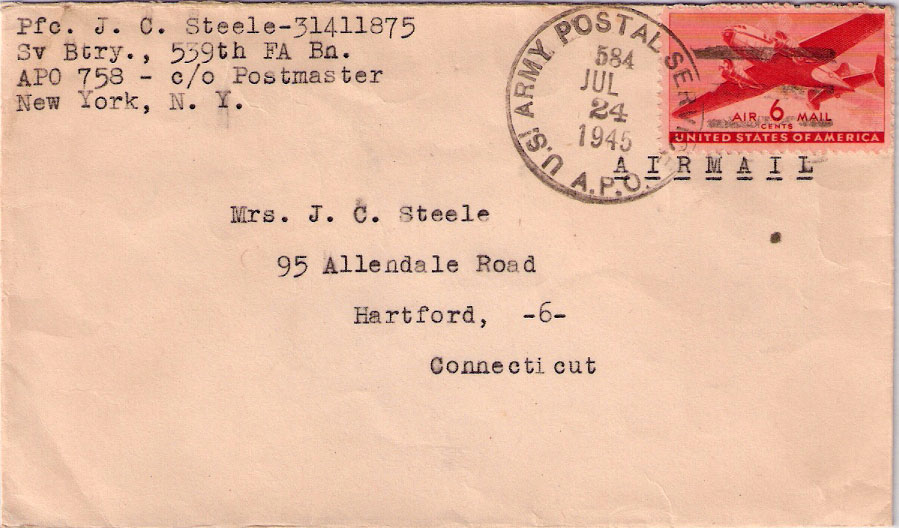 Pfc. J. C. Steele-31411875
Sv Btry., 539th FA Bn.
APO 758 - c/o Postmaster
New York, N. Y.
U.S. ARMY POSTAL SERVICE
584
JUL
24
1945
A.P.O.
AIR 6 MAIL
CENTS
UNITED STATES OF AMERICA
AIRMAIL
Mrs. J. C. Steele
95 Allendale Road
Hartford, -6-
Connecticut